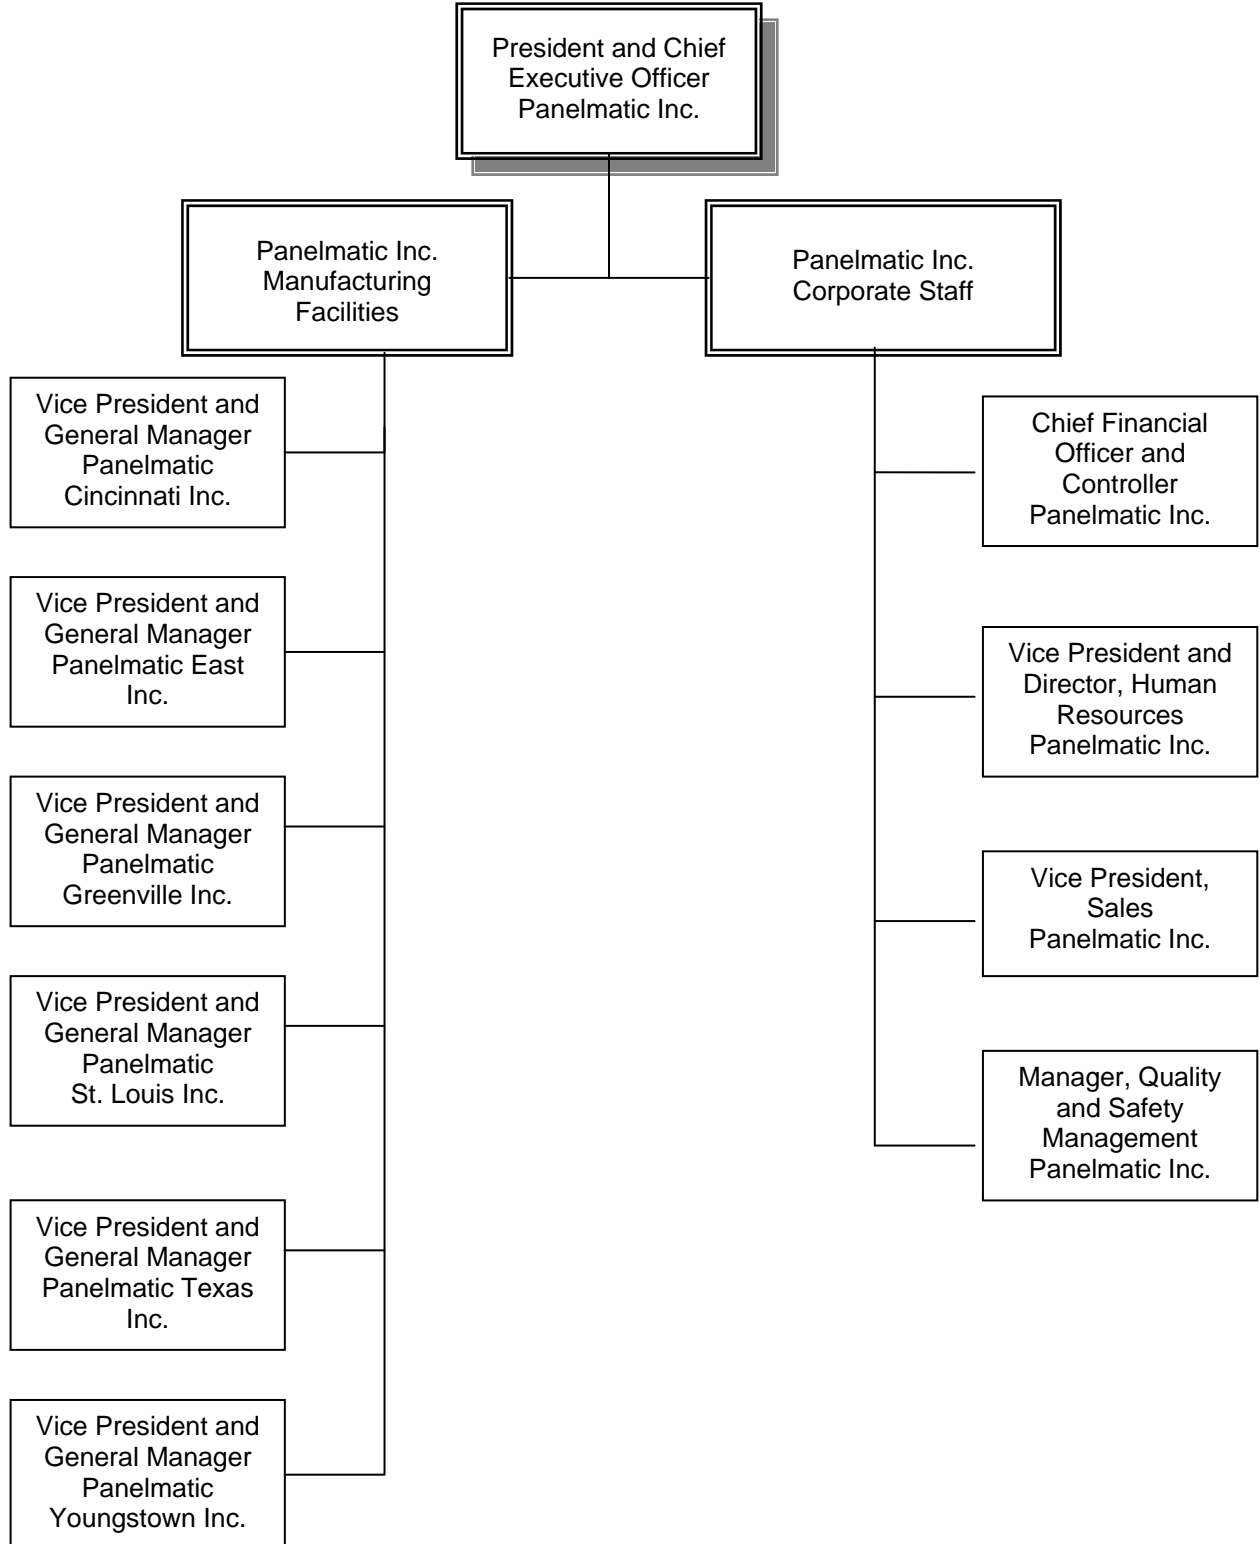 President and Chief
Executive Officer
Panelmatic Inc.
Panelmatic Inc.
Manufacturing
Facilities
Panelmatic Inc.
Corporate Staff
Vice President and
General Manager
Panelmatic
Cincinnati Inc.
Vice President and
General Manager
Panelmatic East
Inc.
Vice President and
General Manager
Panelmatic
Greenville Inc.
Vice President and
General Manager
Panelmatic
St. Louis Inc.
Vice President and
General Manager
Panelmatic Texas
Inc.
Vice President and
General Manager
Panelmatic
Youngstown Inc.
Chief Financial
Officer and
Controller
Panelmatic Inc.
Vice President and
Director, Human
Resources
Panelmatic Inc.
Vice President,
Sales
Panelmatic Inc.
Manager, Quality
and Safety
Management
Panelmatic Inc.